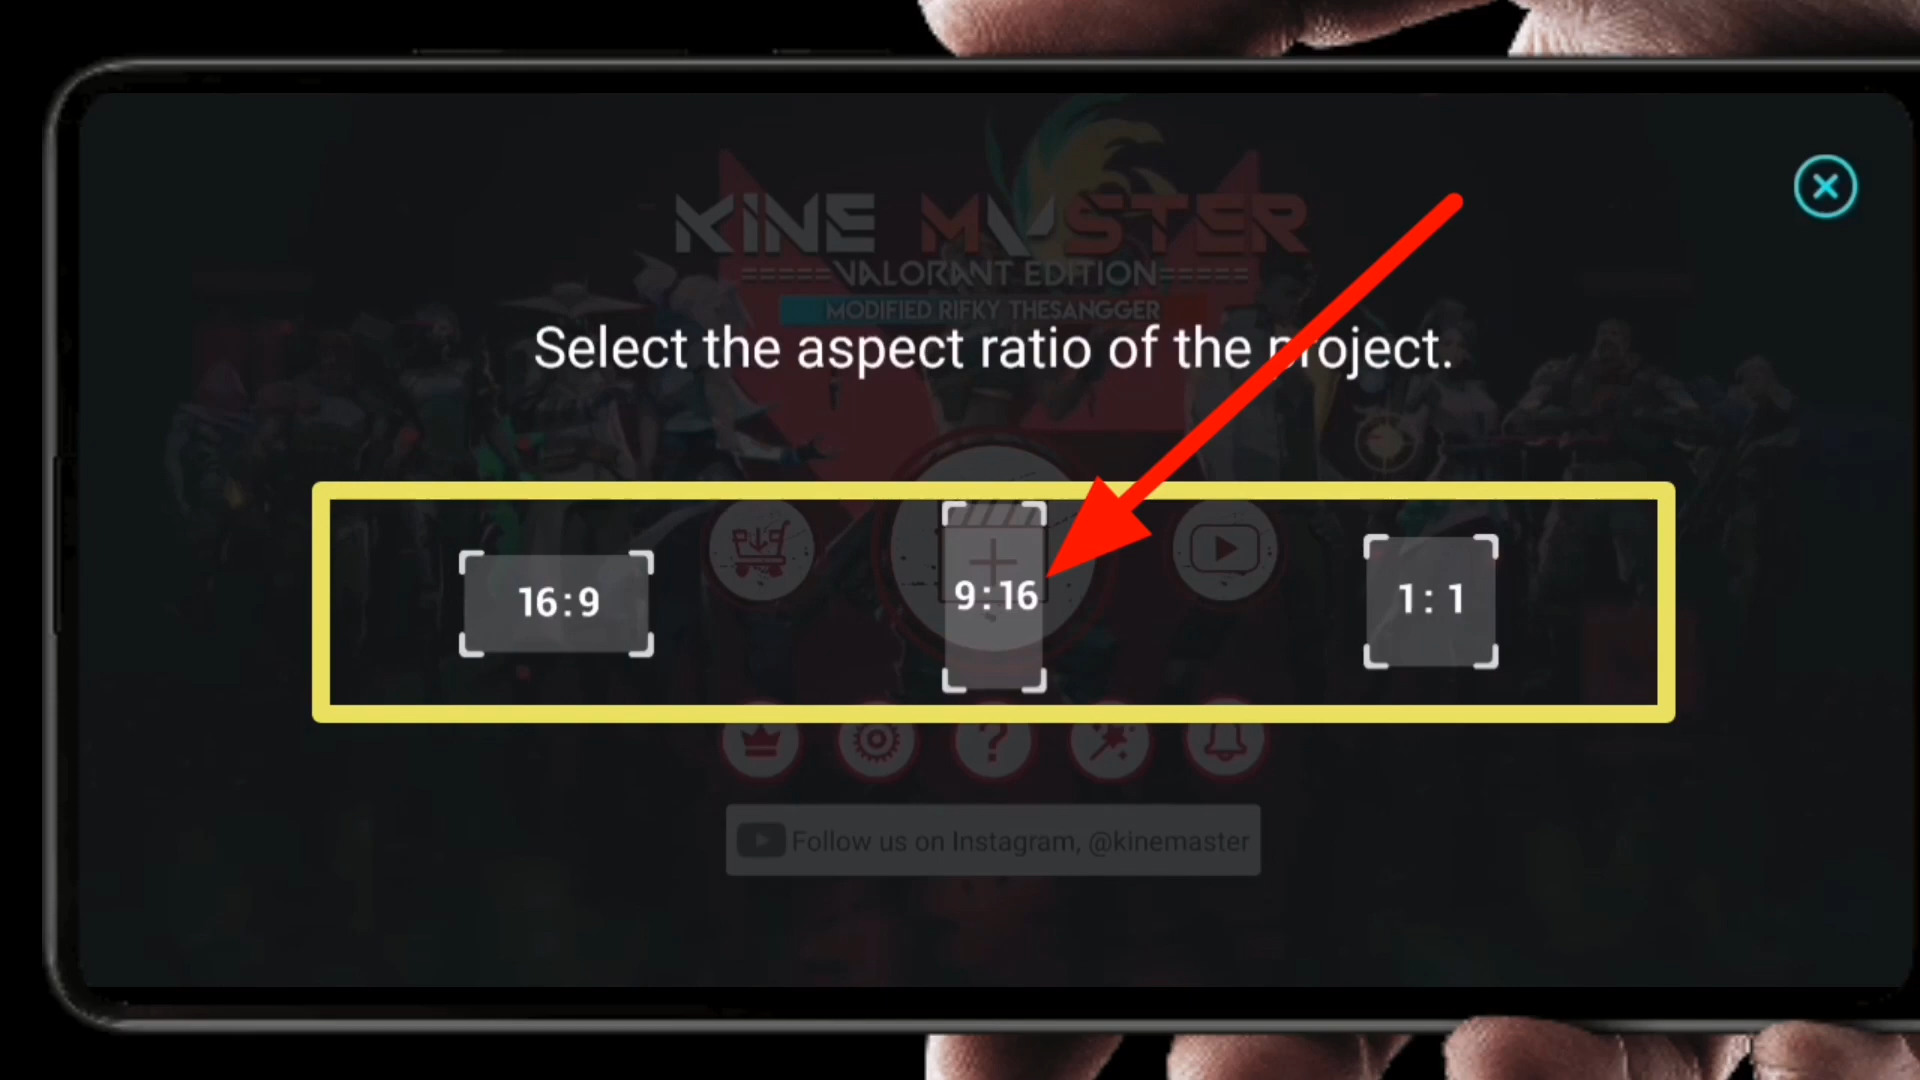 KINE MVSTER
=====VALORANT EDITION=====
MODIFIED RIFKY THESANGGER
Select the aspect ratio of the project.
16:9
9:16
1:1
?
Follow us on Instagram, @kinemaster